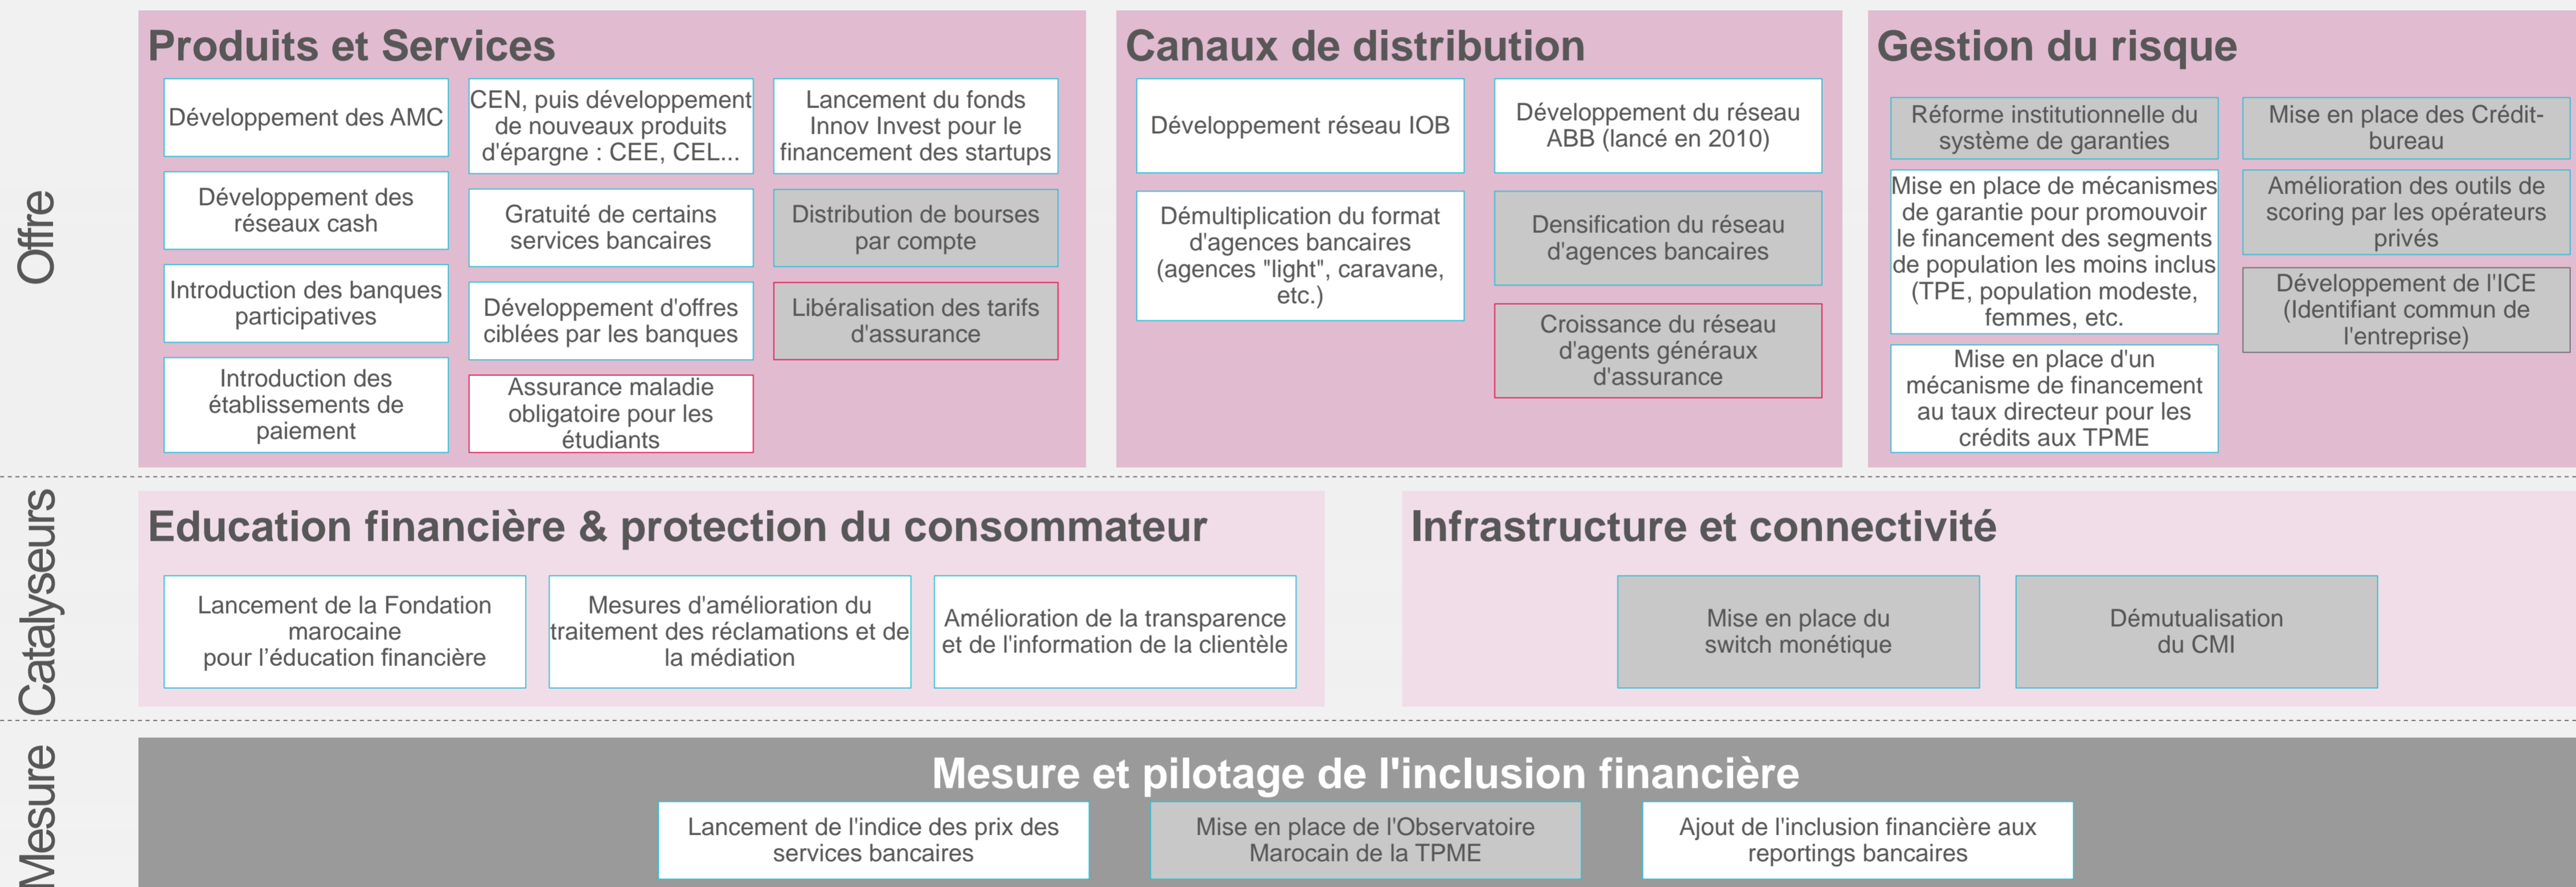 Offre
Produits et Services
Développement des AMC
Développement des
réseaux cash
Introduction des banques
participatives
Introduction des
établissements de
paiement
CEN, puis développement
de nouveaux produits
d'épargne : CEE, CEL...
Gratuité de certains
services bancaires
Développement d'offres
ciblées par les banques
Assurance maladie
obligatoire pour les
étudiants
Lancement du fonds
Innov Invest pour le
financement des startups
Distribution de bourses
par compte
Libéralisation des tarifs
d'assurance
Canaux de distribution
Développement réseau IOB
Démultiplication du format
d'agences bancaires
(agences "light", caravane,
etc.)
Développement du réseau
ABB (lancé en 2010)
Densification du réseau
d'agences bancaires
Croissance du réseau
d'agents généraux
d'assurance
Gestion du risque
Réforme institutionnelle du
système de garanties
Mise en place de mécanismes
de garantie pour promouvoir
le financement des segments
de population les moins inclus
(TPE, population modeste,
femmes, etc.
Mise en place d'un
mécanisme de financement
au taux directeur pour les
crédits aux TPME
Mise en place des Crédit-
bureau
Amélioration des outils de
scoring par les opérateurs
privés
Développement de l'ICE
(Identifiant commun de
l'entreprise)
Catalyseurs
Education financière & protection du consommateur
Lancement de la Fondation
marocaine
pour l’éducation financière
Mesures d'amélioration du
traitement des réclamations et de
la médiation
Amélioration de la transparence
et de l'information de la clientèle
Infrastructure et connectivité
Mise en place du
switch monétique
Démutualisation
du CMI
Mesure
Mesure et pilotage de l'inclusion financière
Lancement de l'indice des prix des
services bancaires
Mise en place de l'Observatoire
Marocain de la TPME
Ajout de l'inclusion financière aux
reportings bancaires